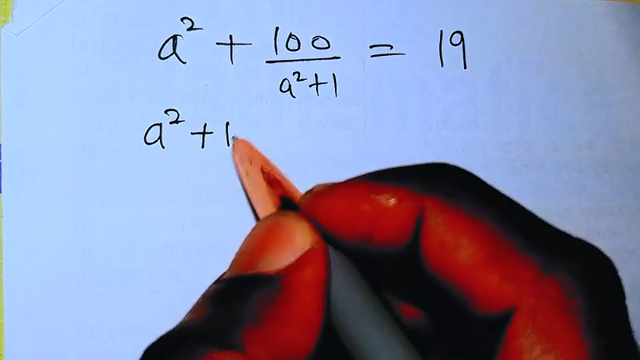 a² + 100/(a²+1) = 19
a² + 1